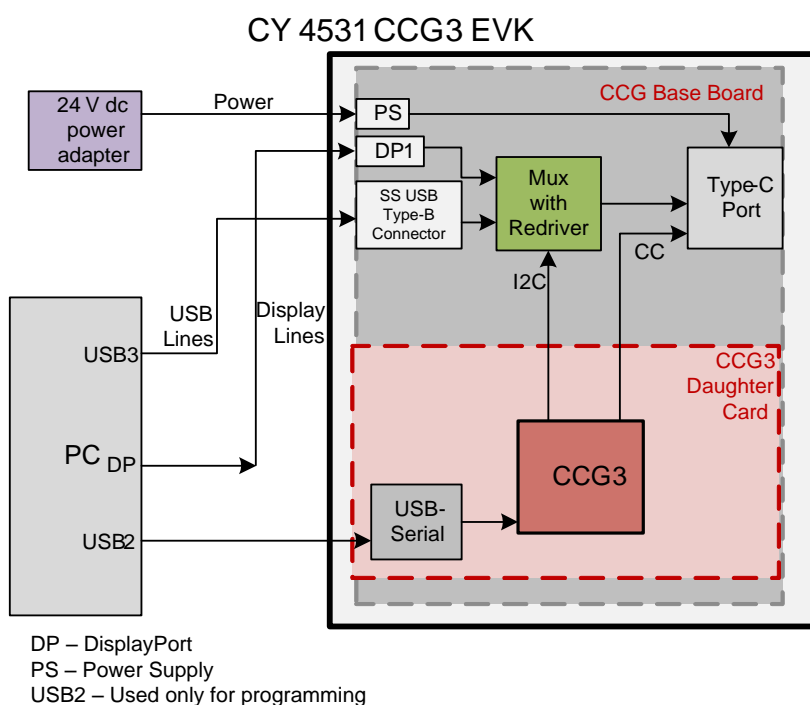 CY 4531 CCG3 EVK
24 V dc
power
adapter
Power
PS
CCG Base Board
DP1
SS USB
Type-B
Connector
Mux
with
Redriver
Type-C
Port
I2C
CC
USB
Lines
Display
Lines
PC
USB3
DP
USB2
CCG3
Daughter
Card
CCG3
USB-
Serial
DP – DisplayPort
PS – Power Supply
USB2 – Used only for programming